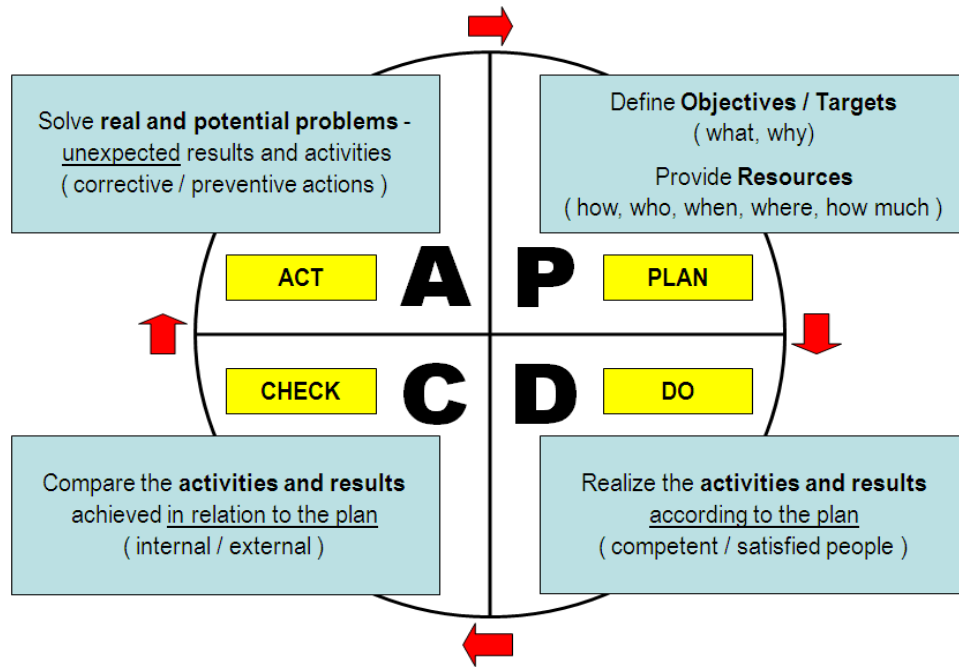 Solve real and potential problems -
unexpected results and activities
( corrective / preventive actions )
Define Objectives / Targets
( what, why)
Provide Resources
( how, who, when, where, how much )
ACT
A
P
PLAN
CHECK
C
D
DO
Compare the activities and results
achieved in relation to the plan
( internal / external )
Realize the activities and results
according to the plan
( competent / satisfied people )